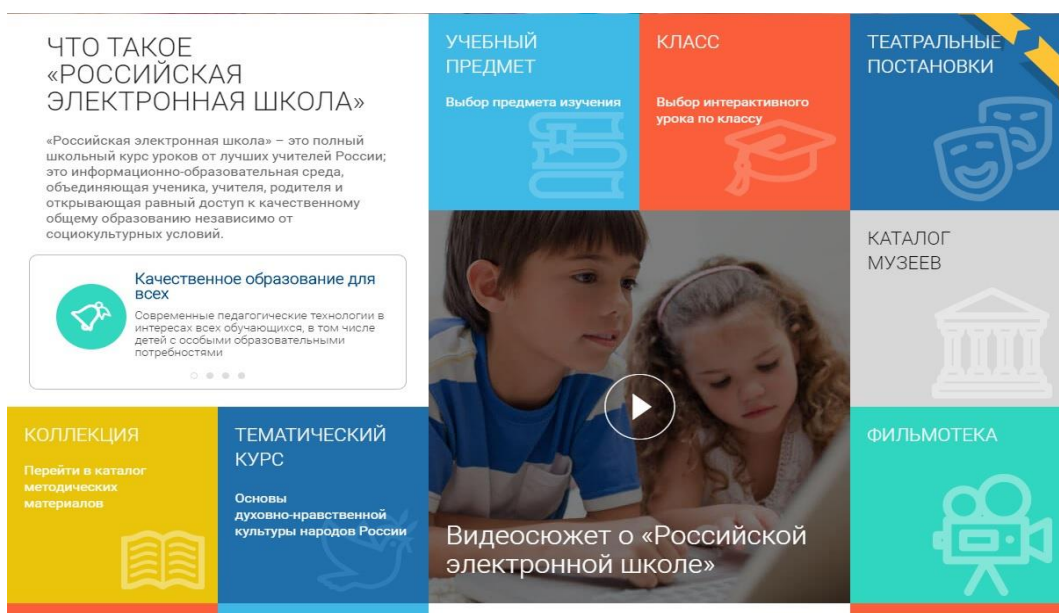 ЧТО ТАКОЕ
«РОССИЙСКАЯ
ЭЛЕКТРОННАЯ ШКОЛА»
«Российская электронная школа» – это полный
школьный курс уроков от лучших учителей России;
это информационно-образовательная среда,
объединяющая ученика, учителя, родителя и
открывающая равный доступ к качественному
общему образованию независимо от
социокультурных условий.
Качественное образование для
всех
Современные педагогические технологии в
интересах всех обучающихся, в том числе
детей с особыми образовательными
потребностями
УЧЕБНЫЙ
ПРЕДМЕТ
Выбор предмета изучения
КЛАСС
Выбор интерактивного
урока по классу
ТЕАТРАЛЬНЫЕ
ПОСТАНОВКИ
КАТАЛОГ
МУЗЕЕВ
КОЛЛЕКЦИЯ
Перейти в каталог
методических
материалов
ТЕМАТИЧЕСКИЙ
КУРС
Основы
духовно-нравственной
культуры народов России
Видеосюжет о «Российской
электронной школе»
ФИЛЬМОТЕКА